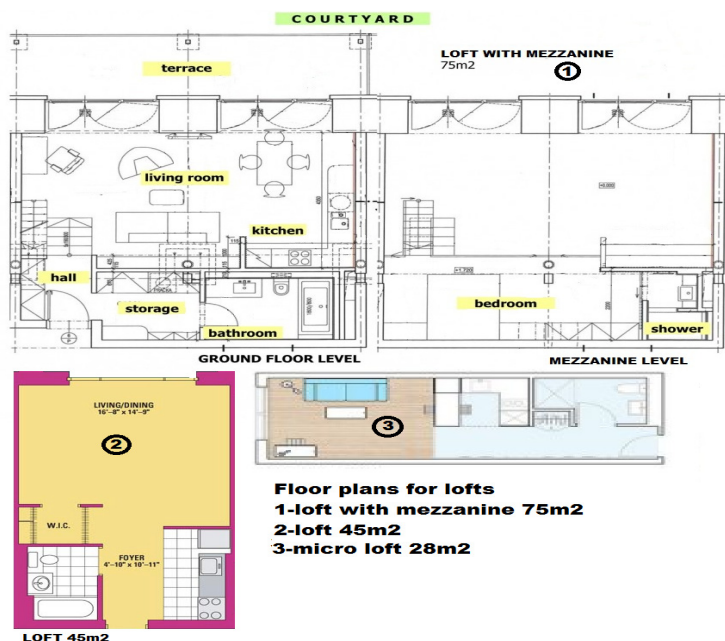 COURTYARD
LOFT WITH MEZZANINE
75m2
1
terrace
living room
kitchen
hall
storage
bathroom
GROUND FLOOR LEVEL
bedroom
shower
MEZZANINE LEVEL
LIVING/DINING
16'-8" x 14'-9"
2
W.I.C.
FOYER
4'-10" x 10'-11"
LOFT 45m2
3
Floor plans for lofts
1-loft with mezzanine 75m2
2-loft 45m2
3-micro loft 28m2